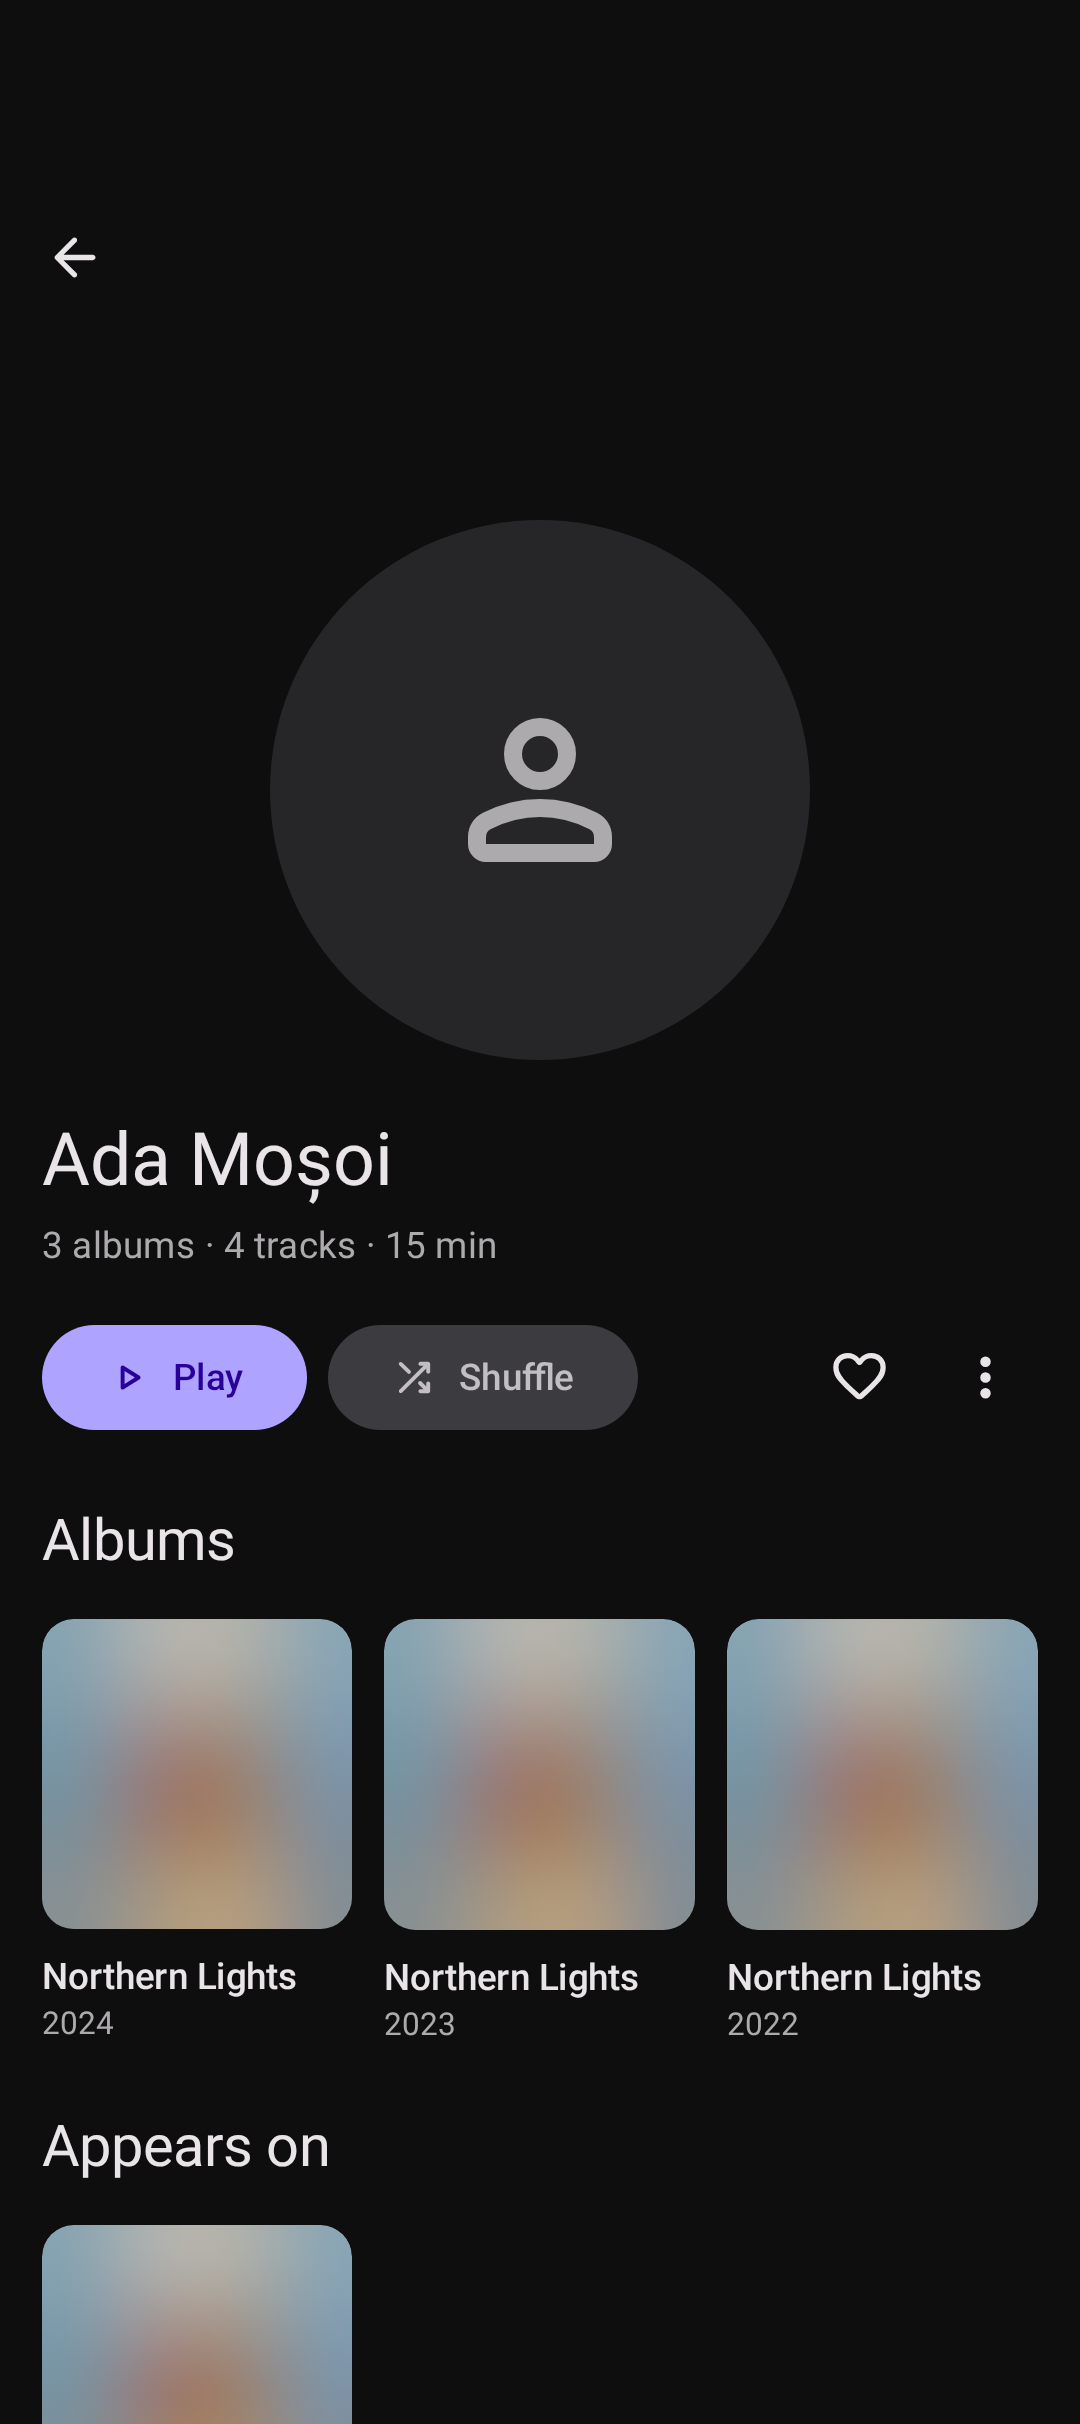 Ada Moșoi
3 albums · 4 tracks · 15 min
Play
Shuffle
Albums
Northern Lights
2024
Northern Lights
2023
Northern Lights
2022
Appears on